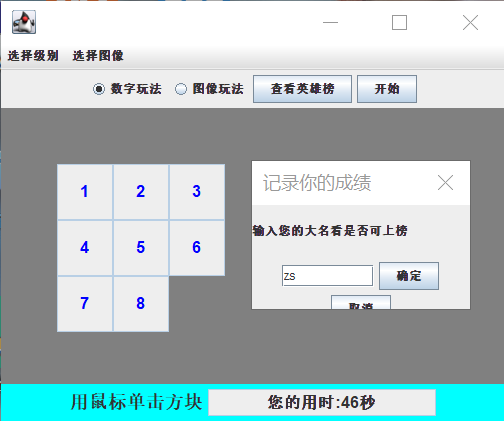 选择级别 选择图像
数字玩法 图像玩法 查看英雄榜 开始
1 2 3
4 5 6
7 8
记录你的成绩
输入您的大名看是否可上榜
zs 确定
取消
用鼠标单击方块 您的用时:46秒